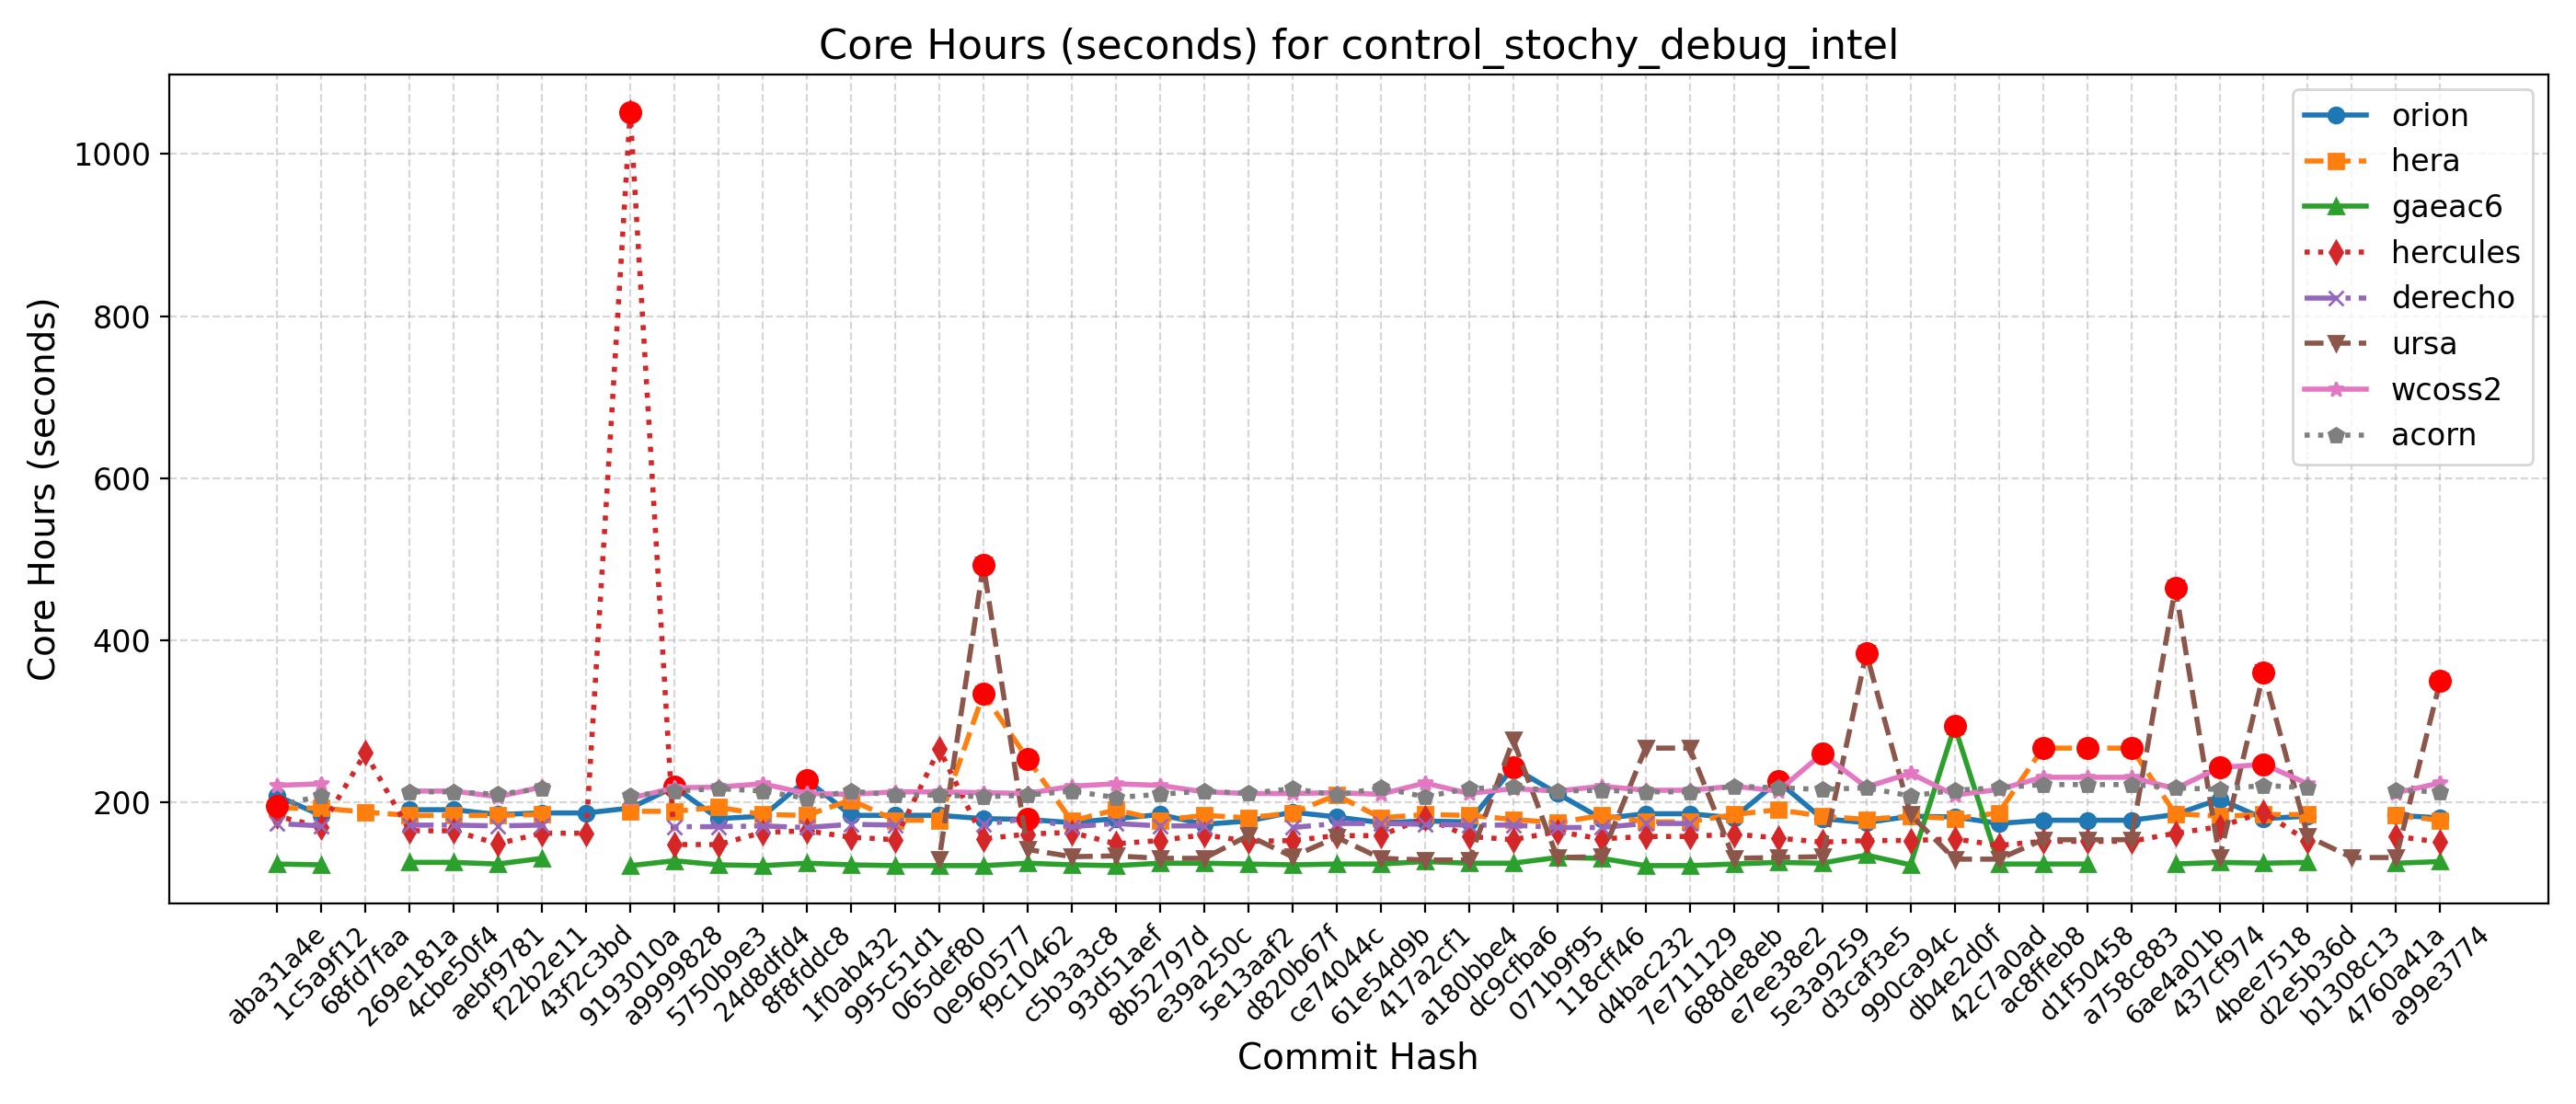 Core Hours (seconds) for control_stochy_debug_intel
Core Hours (seconds)
1000
800
600
400
200
orion
hera
gaeac6
hercules
derecho
ursa
wcoss2
acorn
aba31a4e
1c5a9f12
68fd7faa
269e181a
4cbe50f4
aebf9781
f22b2e11
43f2c3bd
9193010a
a9999828
5750b9e3
24d8dfd4
8f8fddc8
1f0ab432
995c51d1
065def80
0e960577
f9c10462
c5b3a3c8
93d51aef
8b52797d
e39a250c
5e13aaf2
d820b67f
ce74044c
61e54d9b
417a2cf1
a180bbe4
dc9cfba6
071b9f95
118cff46
d4bac232
7e711129
688de8eb
e7ee38e2
5e3a9259
d3caf3e5
990ca94c
db4e2d0f
42c7a0ad
ac8ffeb8
d1f50458
a758c883
6ae4a01b
437cf974
4bee7518
d2e5b36d
b1308c13
4760a41a
a99e3774
Commit Hash